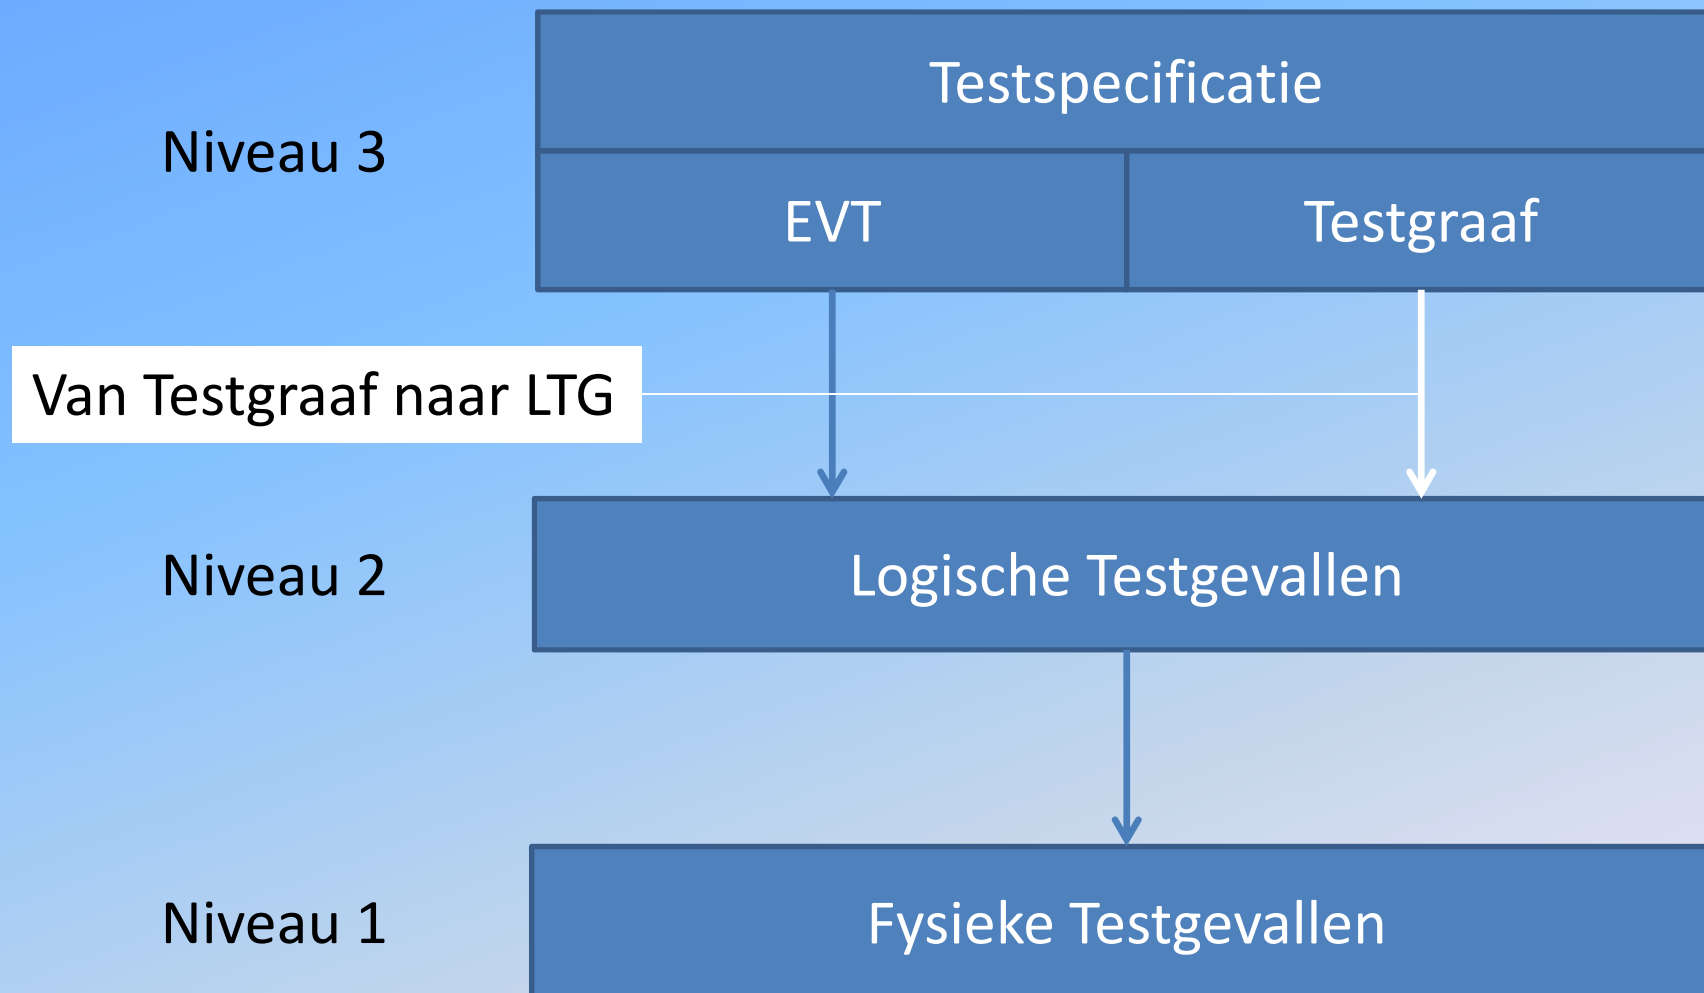 Testspecificatie
Niveau 3
EVT
Testgraaf
Van Testgraaf naar LTG
Niveau 2
Logische Testgevallen
Niveau 1
Fysieke Testgevallen